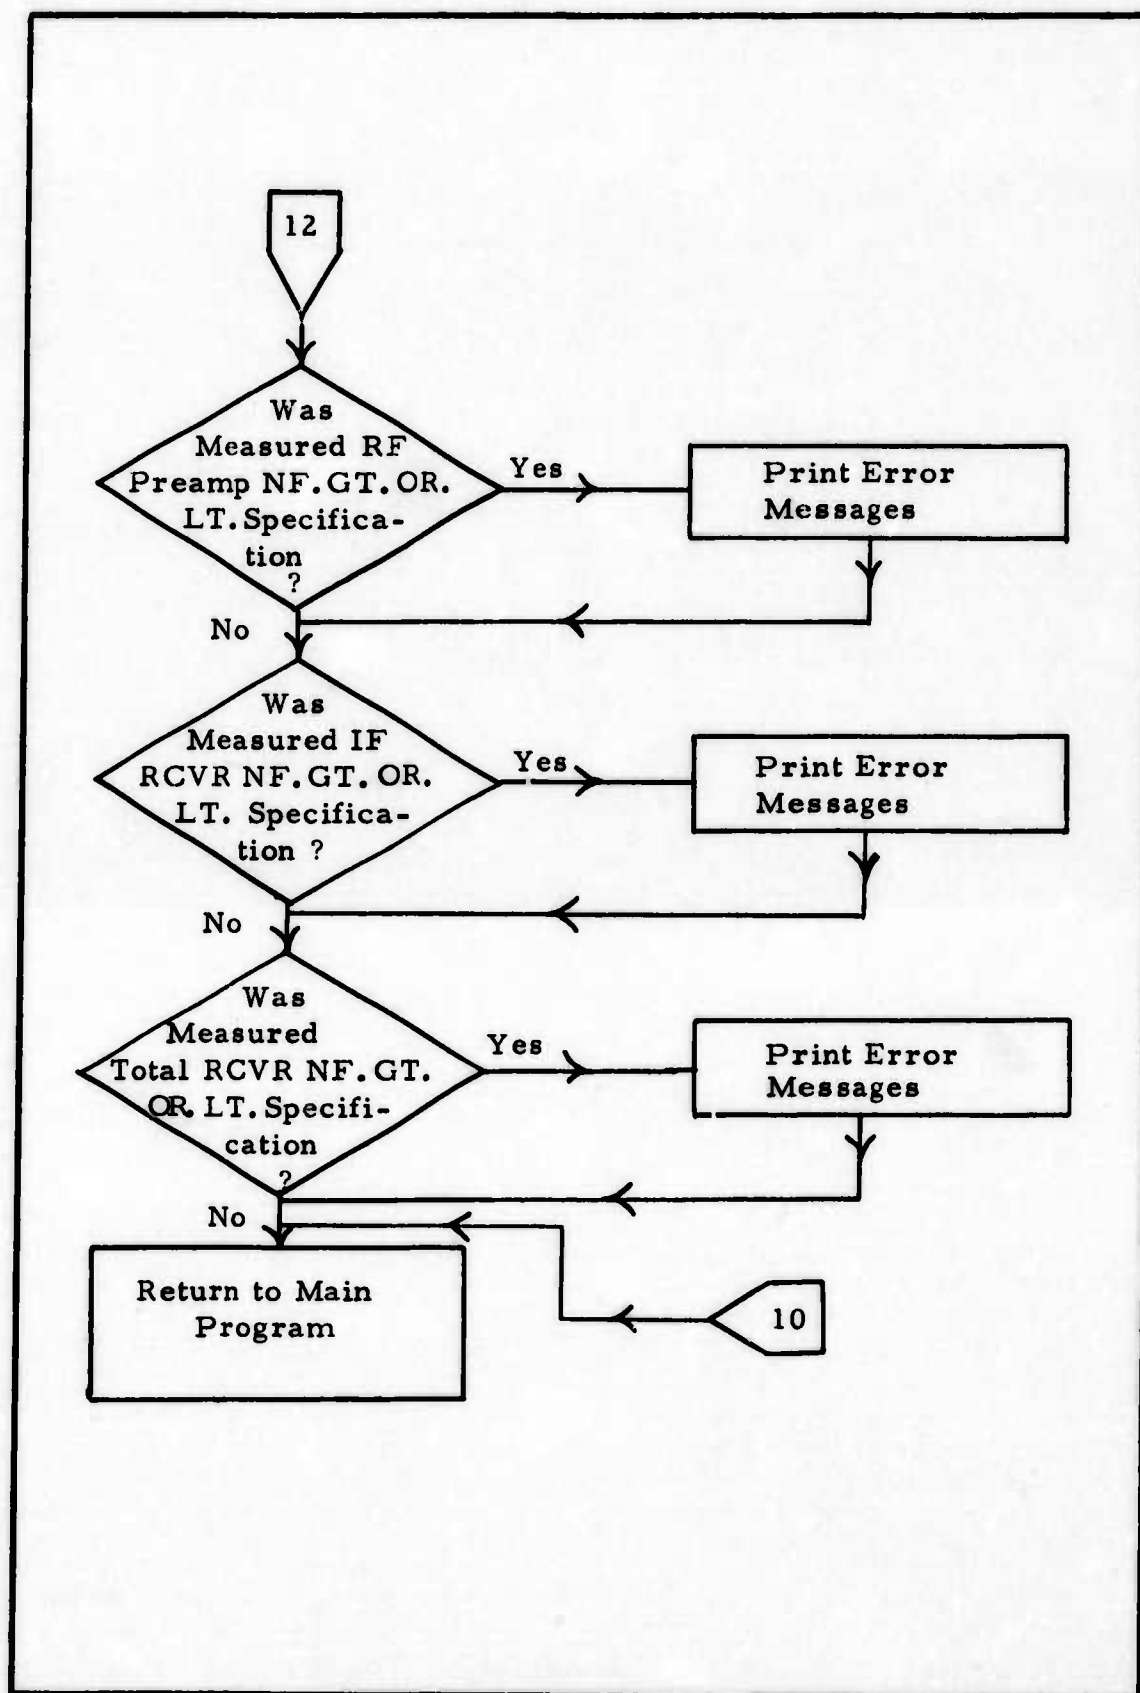 12
Was
Measured RF
Preamp NF.GT.OR.
LT.Specifica-
tion
?
Yes
Print Error
Messages
No
Was
Measured IF
RCVR NF.GT.OR.
LT. Specifica-
tion ?
Yes
Print Error
Messages
No
Was
Measured
Total RCVR NF.GT.
OR. LT.Specifi-
cation
?
Yes
Print Error
Messages
No
Return to Main
Program
10